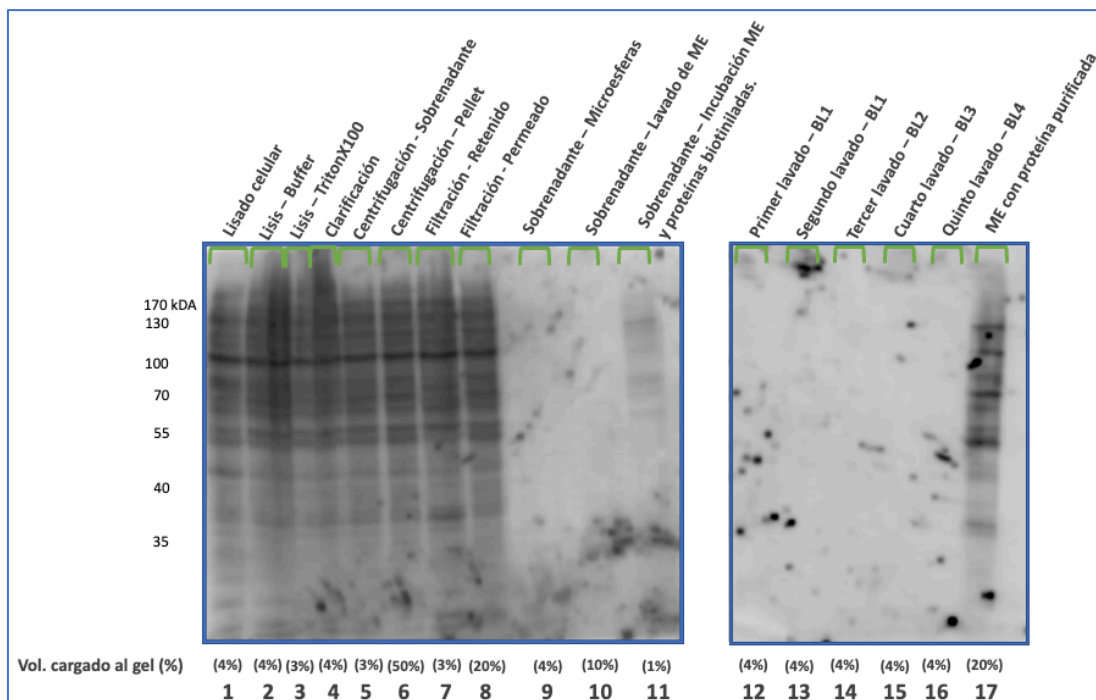 Lisado celular
Lisis – Buffer
Lisis – TritonX100
Clarificación
Centrifugación - Sobrenadante
Centrifugación – Pellet
Filtración - Retenido
Filtración - Permeado
Sobrenadante – Microesferas
Sobrenadante – Lavado de ME
Sobrenadante – Incubación ME
y proteínas biotiniladas.
Primer lavado – BL1
Segundo lavado – BL1
Tercer lavado – BL2
Cuarto lavado – BL3
Quinto lavado – BL4
ME con proteína purificada
170 kDA
130
100
70
55
40
35
Vol. cargado al gel (%) (4%) (4%) (3%) (4%) (3%) (50%) (3%) (20%) (4%) (10%) (1%) (4%) (4%) (4%) (4%) (4%) (20%)
1 2 3 4 5 6 7 8 9 10 11 12 13 14 15 16 17